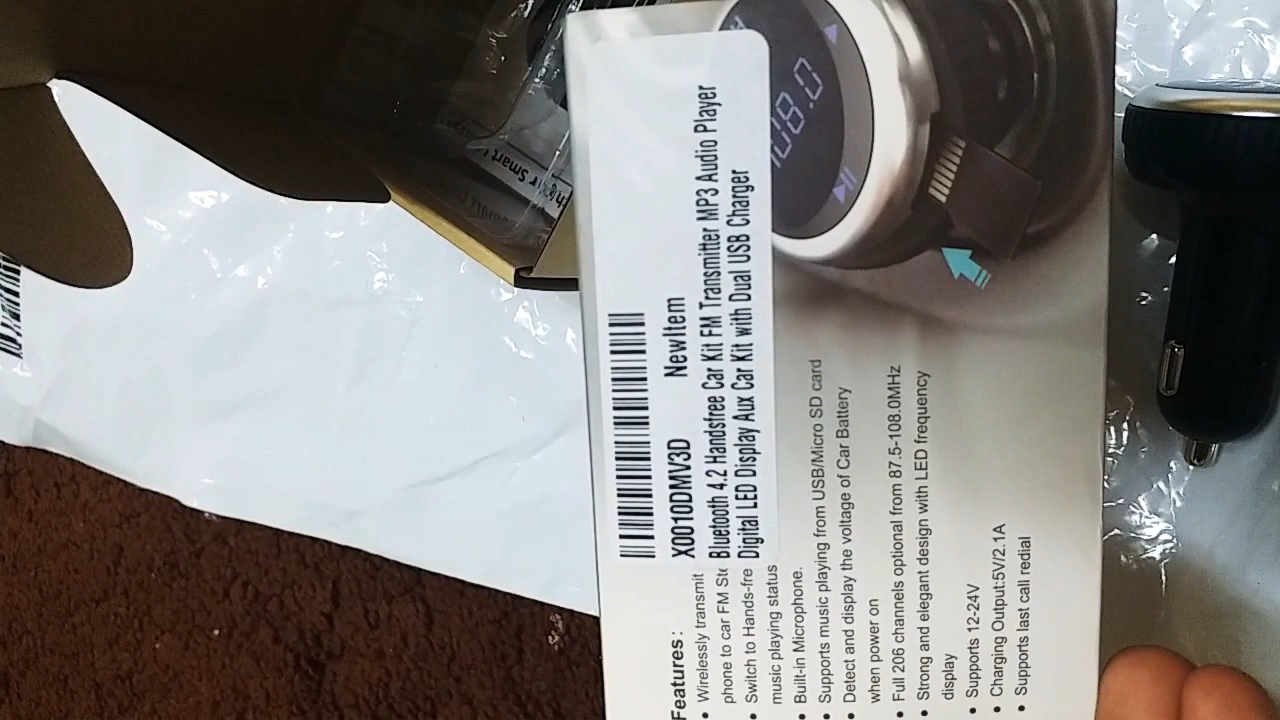 X0010DMV3D NewItem
Bluetooth 4.2 Handsfree Car Kit FM Transmitter MP3 Audio Player
Digital LED Display Aux Car Kit with Dual USB Charger
Features:
• Wirelessly transmit
phone to car FM Ste
• Switch to Hands-fre
music playing status
• Built-in Microphone.
• Supports music playing from USB/Micro SD card
• Detect and display the voltage of Car Battery
when power on
• Full 206 channels optional from 87.5-108.0MHz
• Strong and elegant design with LED frequency
display
• Supports 12-24V
• Charging Output:5V/2.1A
• Supports last call redial
108.0
r Smart